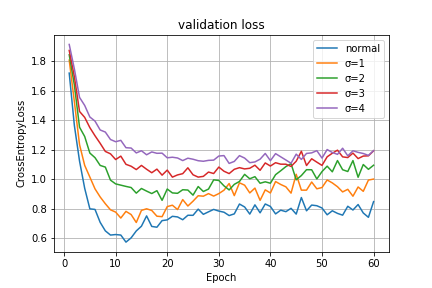 validation loss
CrossEntropyLoss
1.8
1.6
1.4
1.2
1.0
0.8
0.6
normal
σ=1
σ=2
σ=3
σ=4
0 10 20 30 40 50 60
Epoch